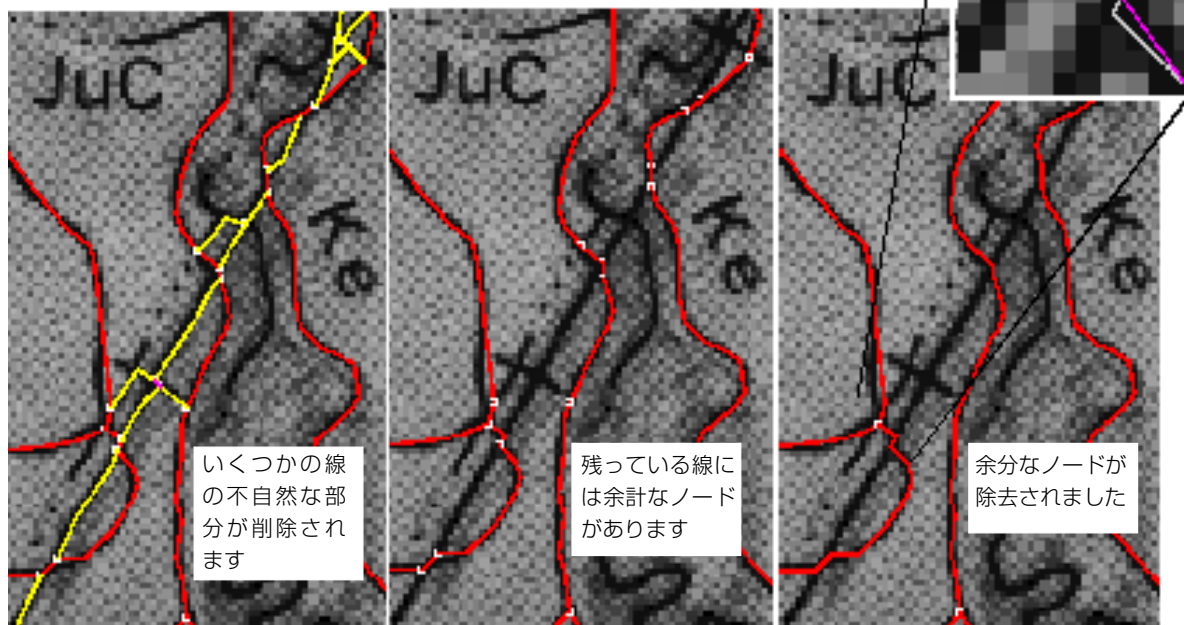 JuC
JuC
JuC
Ke
Ke
Ke
いくつかの線
の不自然な部
分が削除され
ます
残っている線に
は余計なノード
があります
余分なノードが
除去されました